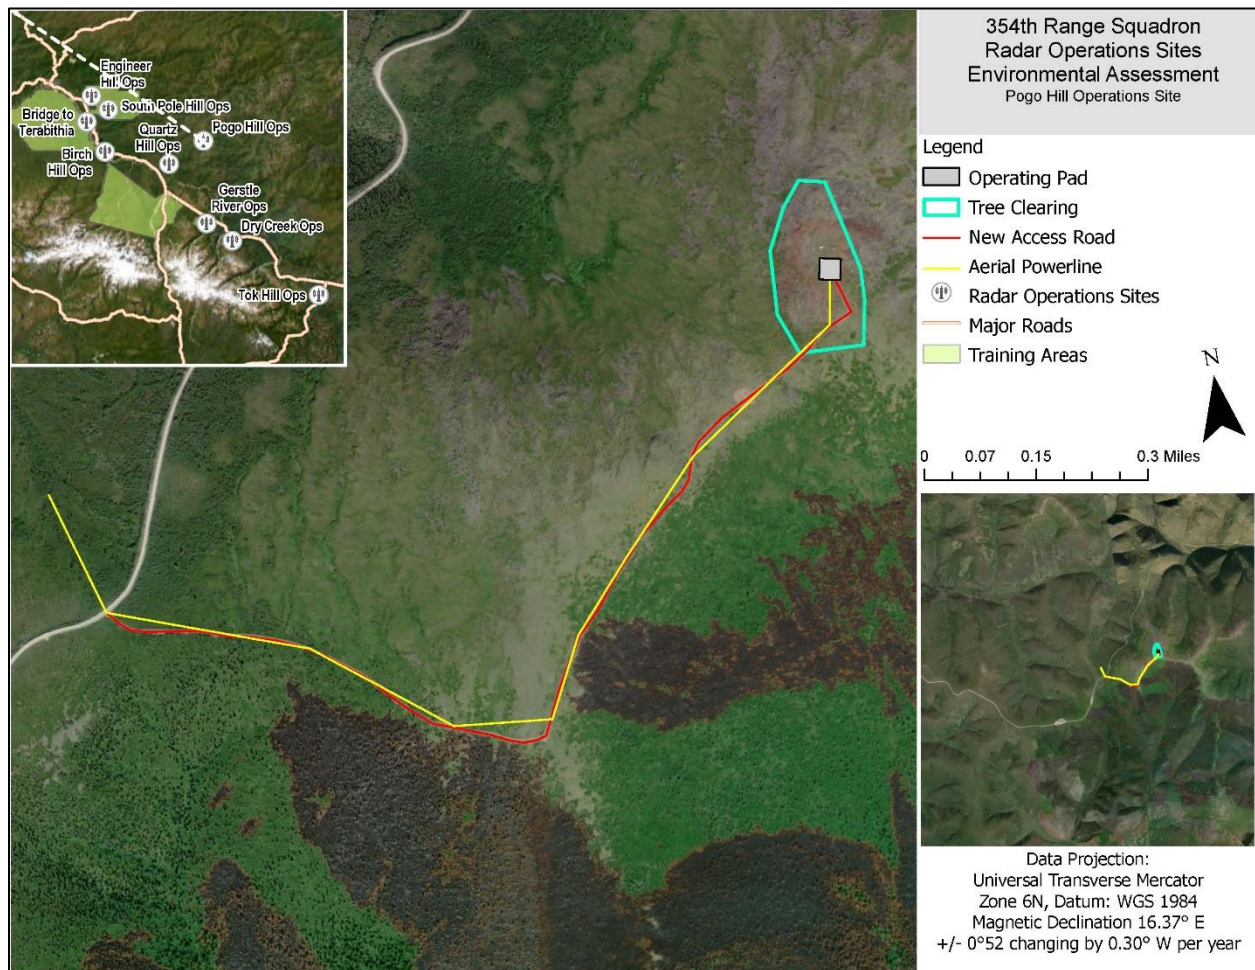 354th Range Squadron
Radar Operations Sites
Environmental Assessment
Pogo Hill Operations Site
Legend
Operating Pad
Tree Clearing
New Access Road
Aerial Powerline
Radar Operations Sites
Major Roads
Training Areas
N
0 0.07 0.15 0.3 Miles
Data Projection:
Universal Transverse Mercator
Zone 6N, Datum: WGS 1984
Magnetic Declination 16.37° E
+/- 0°52 changing by 0.30° W per year
Engineer
Hill Ops
South Pole Hill Ops
Bridge to
Terabithia
Quartz
Hill Ops
Pogo Hill Ops
Birch
Hill Ops
Gerstle
River Ops
Dry Creek Ops
Tok Hill Ops